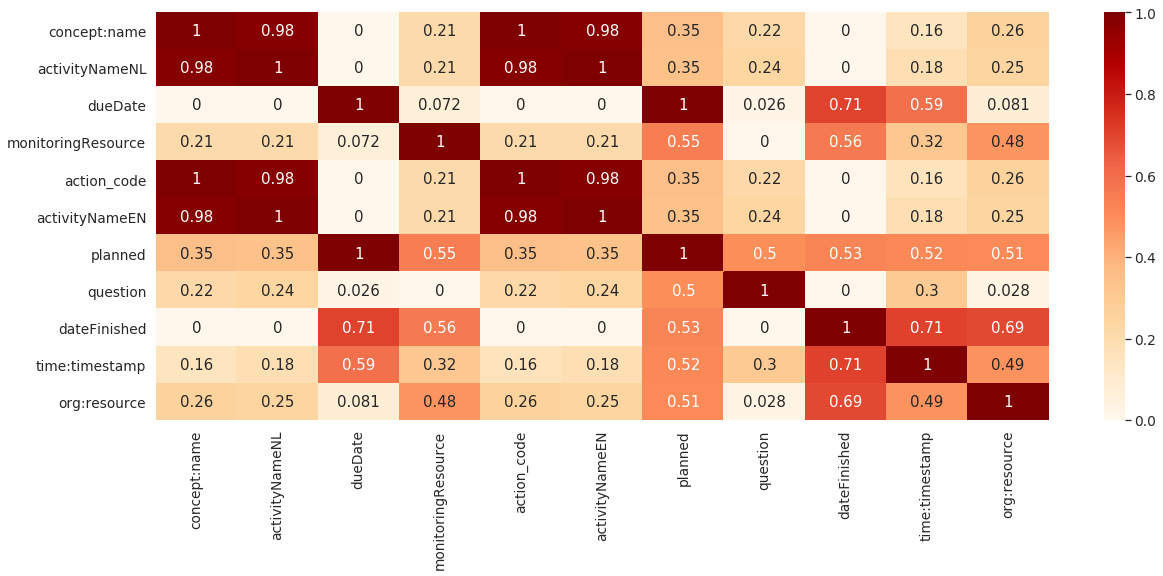 concept:name 1 0.98 0 0.21 1 0.98 0.35 0.22 0 0.16 0.26
activityNameNL 0.98 1 0 0.21 0.98 1 0.35 0.24 0 0.18 0.25
dueDate 0 0 1 0.072 0 0 1 0.026 0.71 0.59 0.081
monitoringResource 0.21 0.21 0.072 1 0.21 0.21 0.55 0 0.56 0.32 0.48
action_code 1 0.98 0 0.21 1 0.98 0.35 0.22 0 0.16 0.26
activityNameEN 0.98 1 0 0.21 0.98 1 0.35 0.24 0 0.18 0.25
planned 0.35 0.35 1 0.55 0.35 0.35 1 0.5 0.53 0.52 0.51
question 0.22 0.24 0.026 0 0.22 0.24 0.5 1 0 0.3 0.028
dateFinished 0 0 0.71 0.56 0 0 0.53 0 1 0.71 0.69
time:timestamp 0.16 0.18 0.59 0.32 0.16 0.18 0.52 0.3 0.71 1 0.49
org:resource 0.26 0.25 0.081 0.48 0.26 0.25 0.51 0.028 0.69 0.49 1
concept:name
activityNameNL
dueDate
monitoringResource
action_code
activityNameEN
planned
question
dateFinished
time:timestamp
org:resource
1.0
0.8
0.6
0.4
0.2
0.0